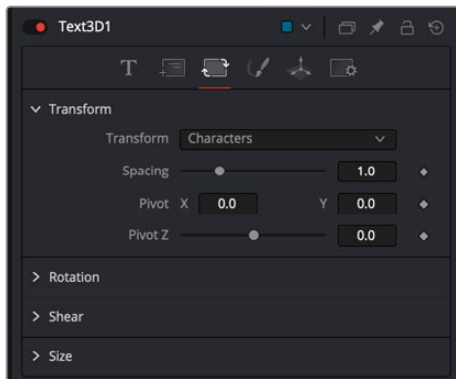 Text3D1
T
Transform
Transform Characters
Spacing 1.0
Pivot X 0.0 Y 0.0
Pivot Z 0.0
Rotation
Shear
Size